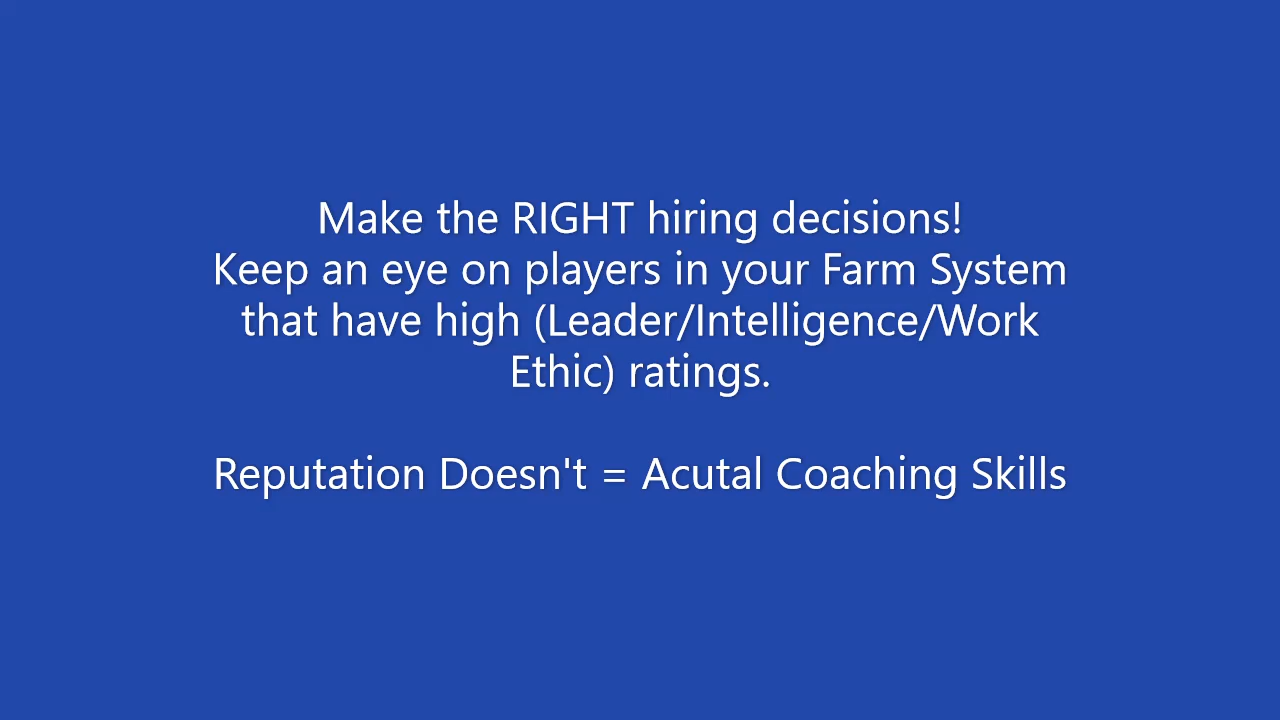 Make the RIGHT hiring decisions!
Keep an eye on players in your Farm System
that have high (Leader/Intelligence/Work
Ethic) ratings.
Reputation Doesn't = Acutal Coaching Skills